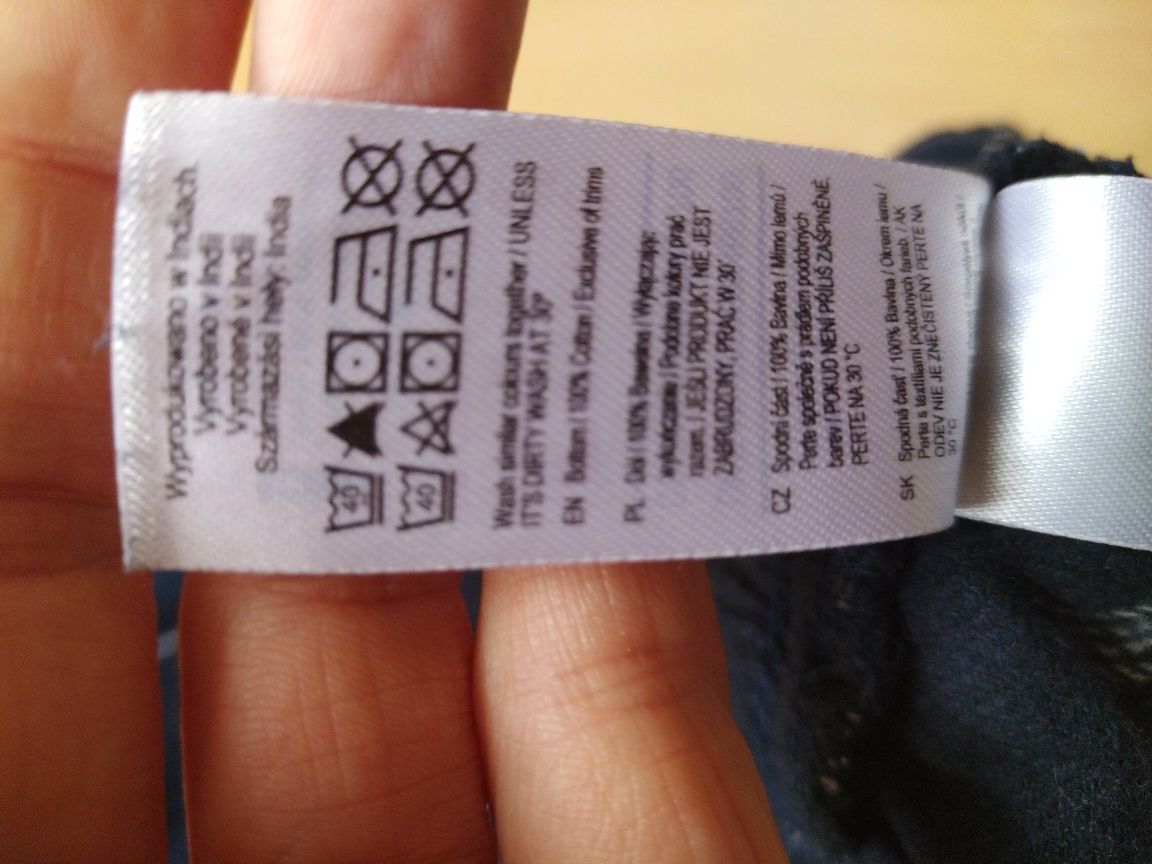 Wyprodukowano w Indiach.
Vyrobeno v Indii
Vyrobené v Indii
Származási hely: India
40
40
Wash similar colours together / UNLESS
IT'S DIRTY WASH AT 30°
EN Bottom / 100% Cotton / Exclusive of trims
PL Dół / 100% Bawełna / Wyłączając
wykończenie / Podobne kolory prać
razem. / JEŚLI PRODUKT NIE JEST
ZABRUDZONY, PRAĆ W 30°
CZ Spodní část / 100% Bavlna / Mimo lemů /
Perte společně s prádlem podobných
barev / POKUD NENÍ PŘÍLIŠ ZAŠPINĚNÉ,
PERTE NA 30 °C
SK Spodná časť / 100% Bavlna / Okrem lemu /
Perte s textíliami podobných farieb. / AK
ODEV NIE JE ZNEČISTENÝ PERTE NA
30 °C